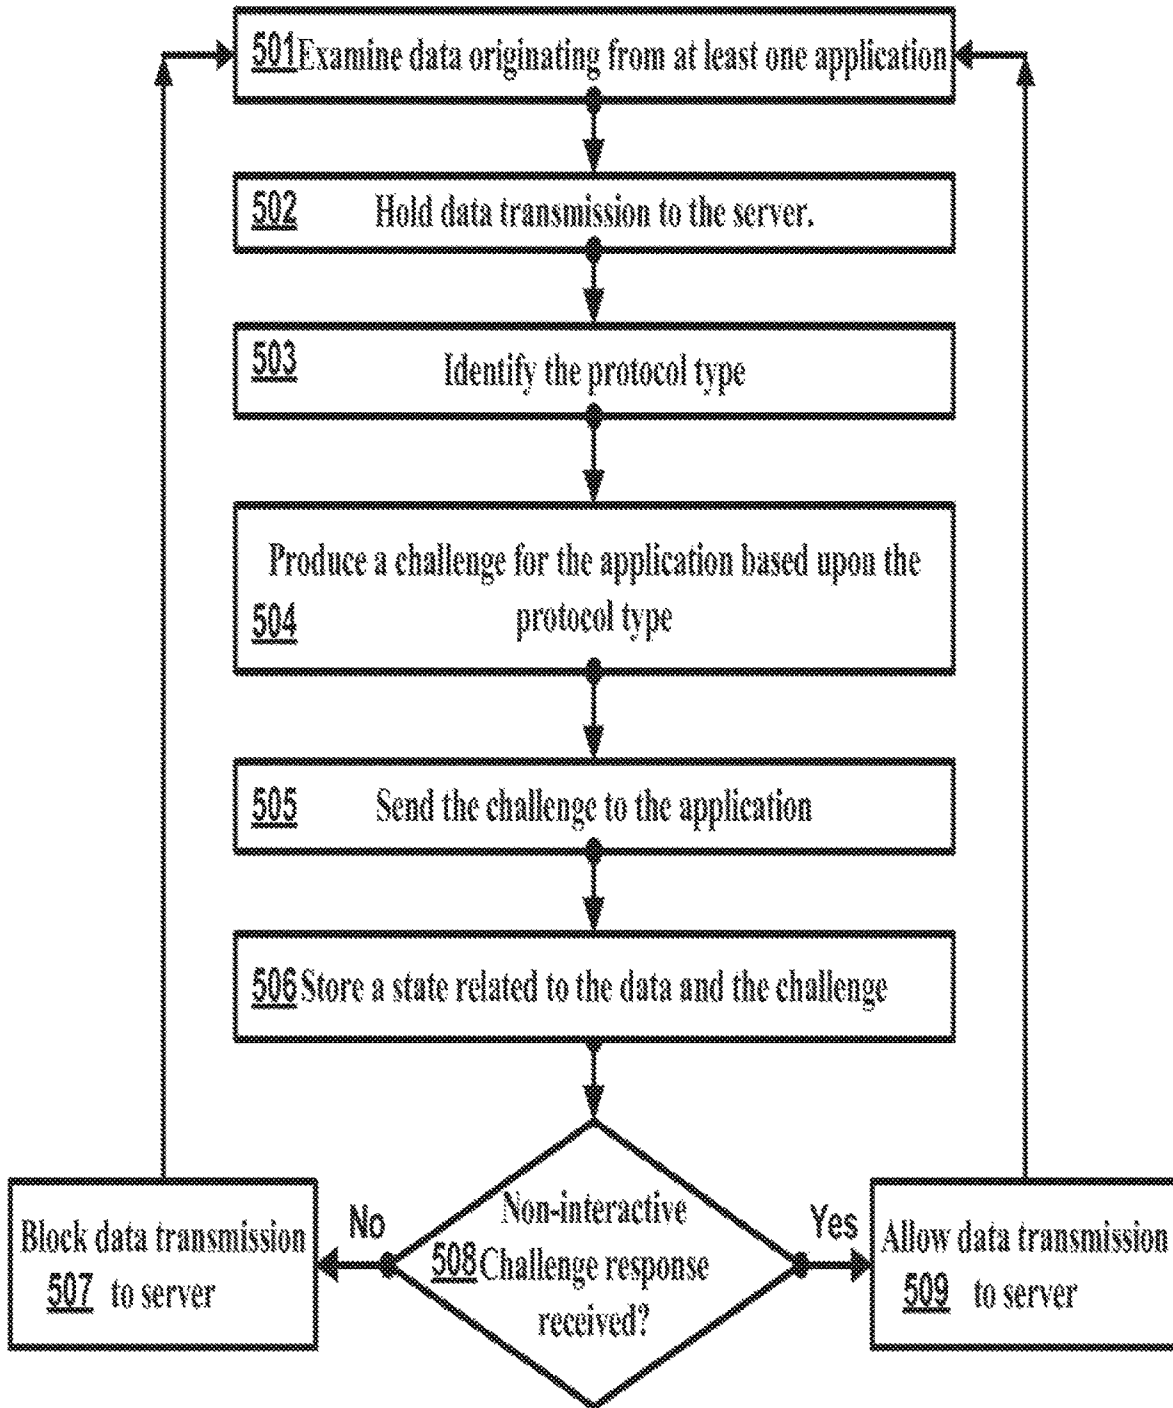 501 Examine data originating from at least one application
502 Hold data transmission to the server.
503 Identify the protocol type
Produce a challenge for the application based upon the
504 protocol type
505 Send the challenge to the application
506 Store a state related to the data and the challenge
Non-interactive
508 Challenge response
received?
No
Block data transmission
507 to server
Yes
Allow data transmission
509 to server